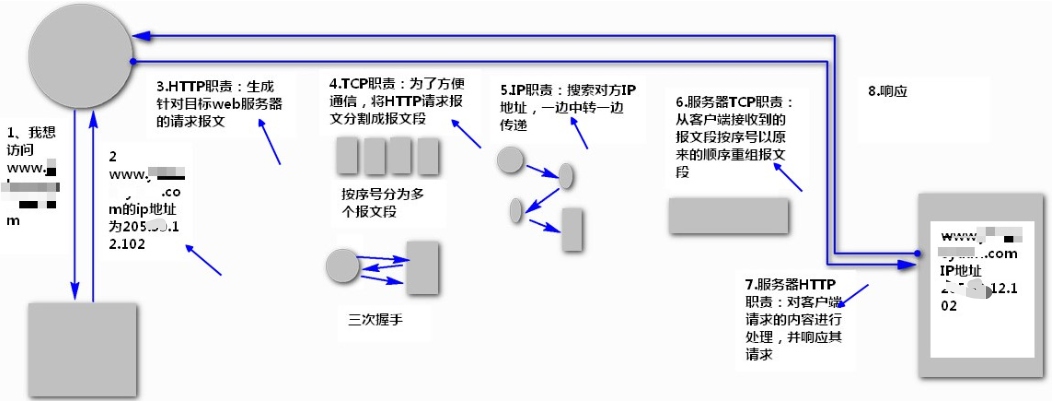 1、我想
访问
www.
m
2
www.
.co
m的ip地址
为205.
2.102
3.HTTP职责：生成
针对目标web服务器
的请求报文
4.TCP职责：为了方便
通信，将HTTP请求报
文分割成报文段
按序号分为多
个报文段
三次握手
5.IP职责：搜索对方IP
地址，一边中转一边
传递
6.服务器TCP职责：
从客户端接收到的
报文段按序号以原
来的顺序重组报文
段
7.服务器HTTP
职责：对客户端
请求的内容进行
处理，并响应其
请求
8.响应
www.
.com
IP地址
2
.12.1
02